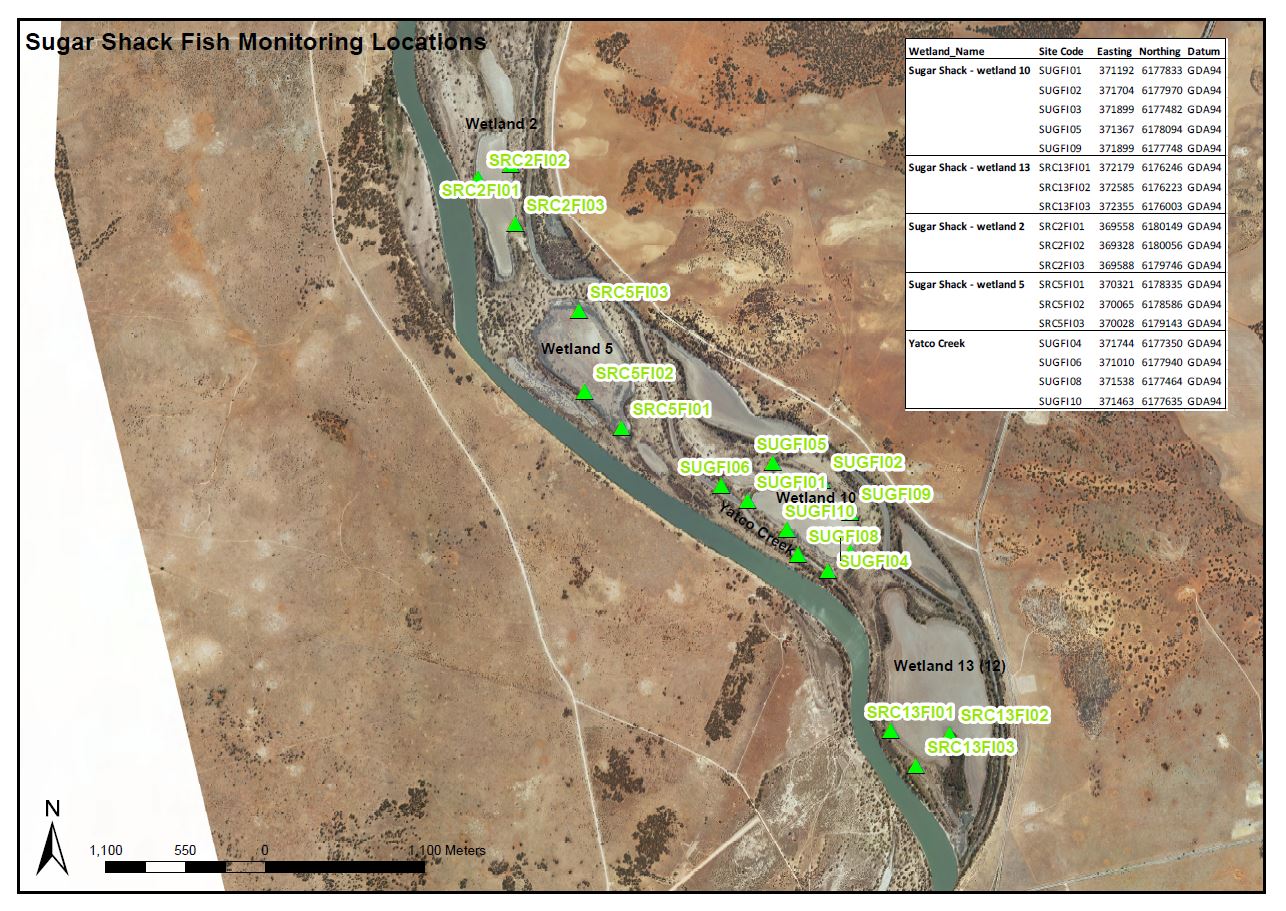 Sugar Shack Fish Monitoring Locations
Wetland_Name Site Code Easting Northing Datum
Sugar Shack - wetland 10 SUGFI01 371192 6177833 GDA94
SUGFI02 371704 6177970 GDA94
SUGFI03 371899 6177482 GDA94
SUGFI05 371367 6178094 GDA94
SUGFI09 371899 6177748 GDA94
Sugar Shack - wetland 13 SRC13FI01 372179 6176246 GDA94
SRC13FI02 372585 6176223 GDA94
SRC13FI03 372355 6176003 GDA94
Sugar Shack - wetland 2 SRC2FI01 369558 6180149 GDA94
SRC2FI02 369328 6180056 GDA94
SRC2FI03 369588 6179746 GDA94
Sugar Shack - wetland 5 SRC5FI01 370321 6178335 GDA94
SRC5FI02 370065 6178586 GDA94
SRC5FI03 370028 6179143 GDA94
Yatco Creek SUGFI04 371744 6177350 GDA94
SUGFI06 371010 6177940 GDA94
SUGFI08 371538 6177464 GDA94
SUGFI10 371463 6177635 GDA94
Wetland 2
SRC2FI02
SRC2FI01
SRC2FI03
SRC5FI03
Wetland 5
SRC5FI02
SRC5FI01
SUGFI05
SUGFI02
SUGFI06
SUGFI01
SUGFI09
Wetland 10
SUGFI10
Yatco Creek
SUGFI08
SUGFI04
Wetland 13 (12)
SRC13FI01
SRC13FI02
SRC13FI03
N
1,100 550 0 1,100 Meters